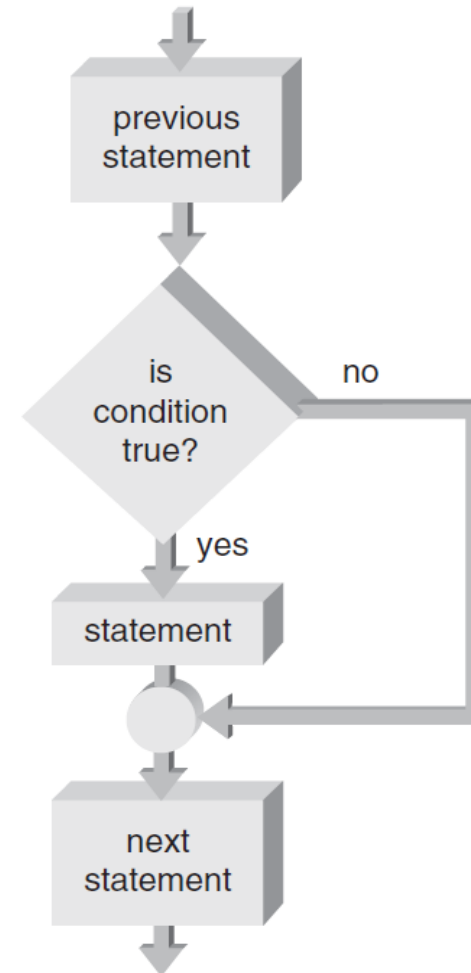 previous
statement
is
condition
true?
no
yes
statement
next
statement